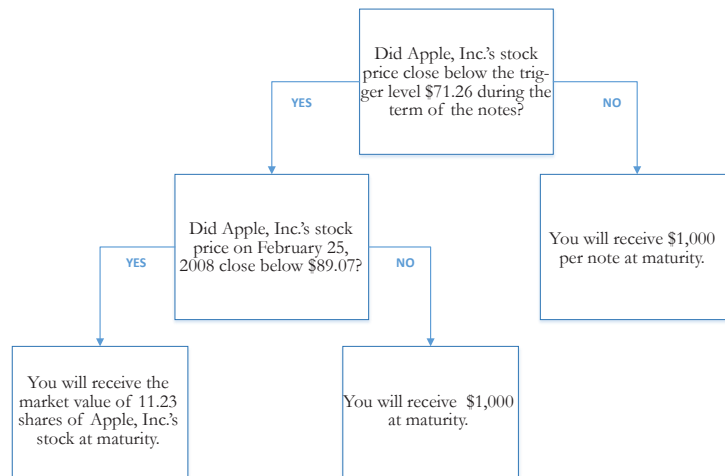 Did Apple, Inc.'s stock
price close below the trig-
ger level $71.26 during the
term of the notes?
YES
NO
Did Apple, Inc.'s stock
price on February 25,
2008 close below $89.07?
You will receive $1,000
per note at maturity.
YES
NO
You will receive the
market value of 11.23
shares of Apple, Inc.'s
stock at maturity.
You will receive $1,000
at maturity.